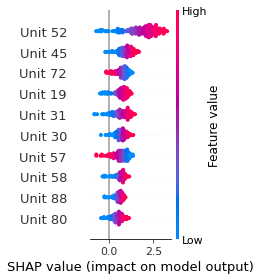 High
Unit 52
Unit 45
Unit 72
Unit 19
Unit 31
Unit 30
Unit 57
Unit 58
Unit 88
Unit 80
Feature value
Low
0.0 2.5
SHAP value (impact on model output)